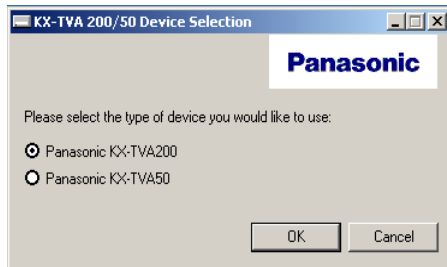 KX-TVA 200/50 Device Selection
Panasonic
Please select the type of device you would like to use:
Panasonic KX-TVA200
Panasonic KX-TVA50
OK Cancel